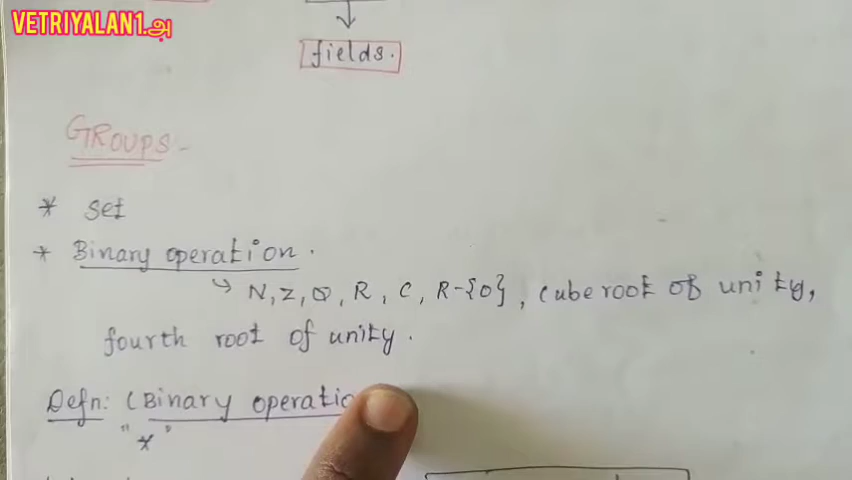 VETRIYALAN1.அ
fields.
GROUPS-
* set
* Binary operation.
↳ N, Z, Q, R, C, R-{0}, cube root of unity,
fourth root of unity.
Defn: (Binary operatio
"*"